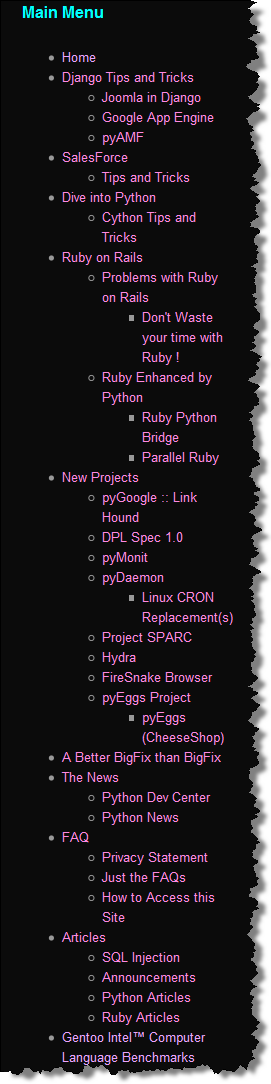 Main Menu
Home
Django Tips and Tricks
Joomla in Django
Google App Engine
pyAMF
SalesForce
Tips and Tricks
Dive into Python
Cython Tips and
Tricks
Ruby on Rails
Problems with Ruby
on Rails
Don't Waste
your time with
Ruby !
Ruby Enhanced by
Python
Ruby Python
Bridge
Parallel Ruby
New Projects
pyGoogle :: Link
Hound
DPL Spec 1.0
pyMonit
pyDaemon
Linux CRON
Replacement(s)
Project SPARC
Hydra
FireSnake Browser
pyEggs Project
pyEggs
(CheeseShop)
A Better BigFix than BigFix
The News
Python Dev Center
Python News
FAQ
Privacy Statement
Just the FAQs
How to Access this
Site
Articles
SQL Injection
Announcements
Python Articles
Ruby Articles
Gentoo Intel™ Computer
Language Benchmarks